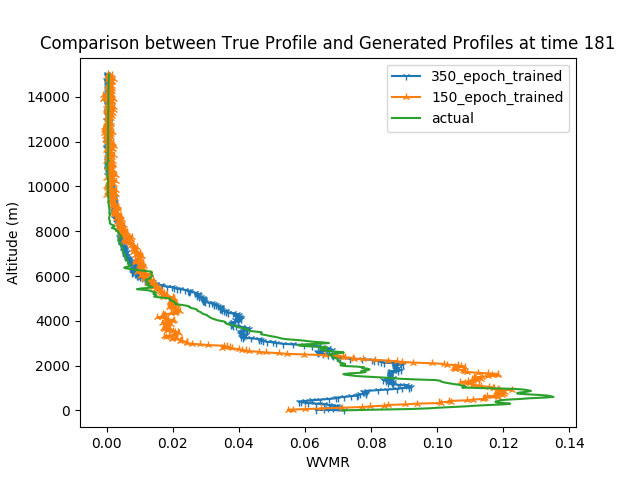 Comparison between True Profile and Generated Profiles at time 181
350_epoch_trained
150_epoch_trained
actual
14000
12000
10000
8000
6000
4000
2000
0
Altitude (m)
0.00 0.02 0.04 0.06 0.08 0.10 0.12 0.14
WVMR